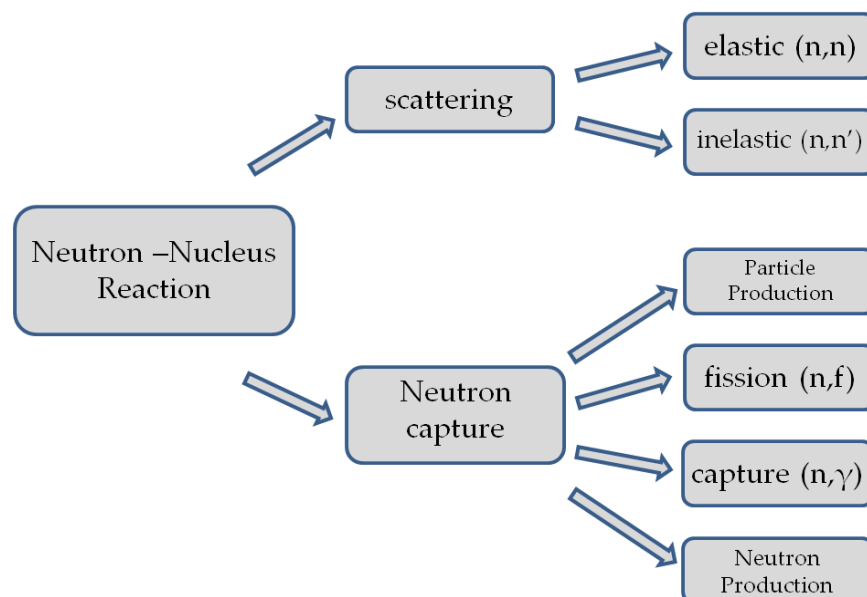 elastic (n,n)
scattering
inelastic (n,n′)
Neutron –Nucleus
Reaction
Particle
Production
fission (n,f)
Neutron
capture
capture (n,γ)
Neutron
Production